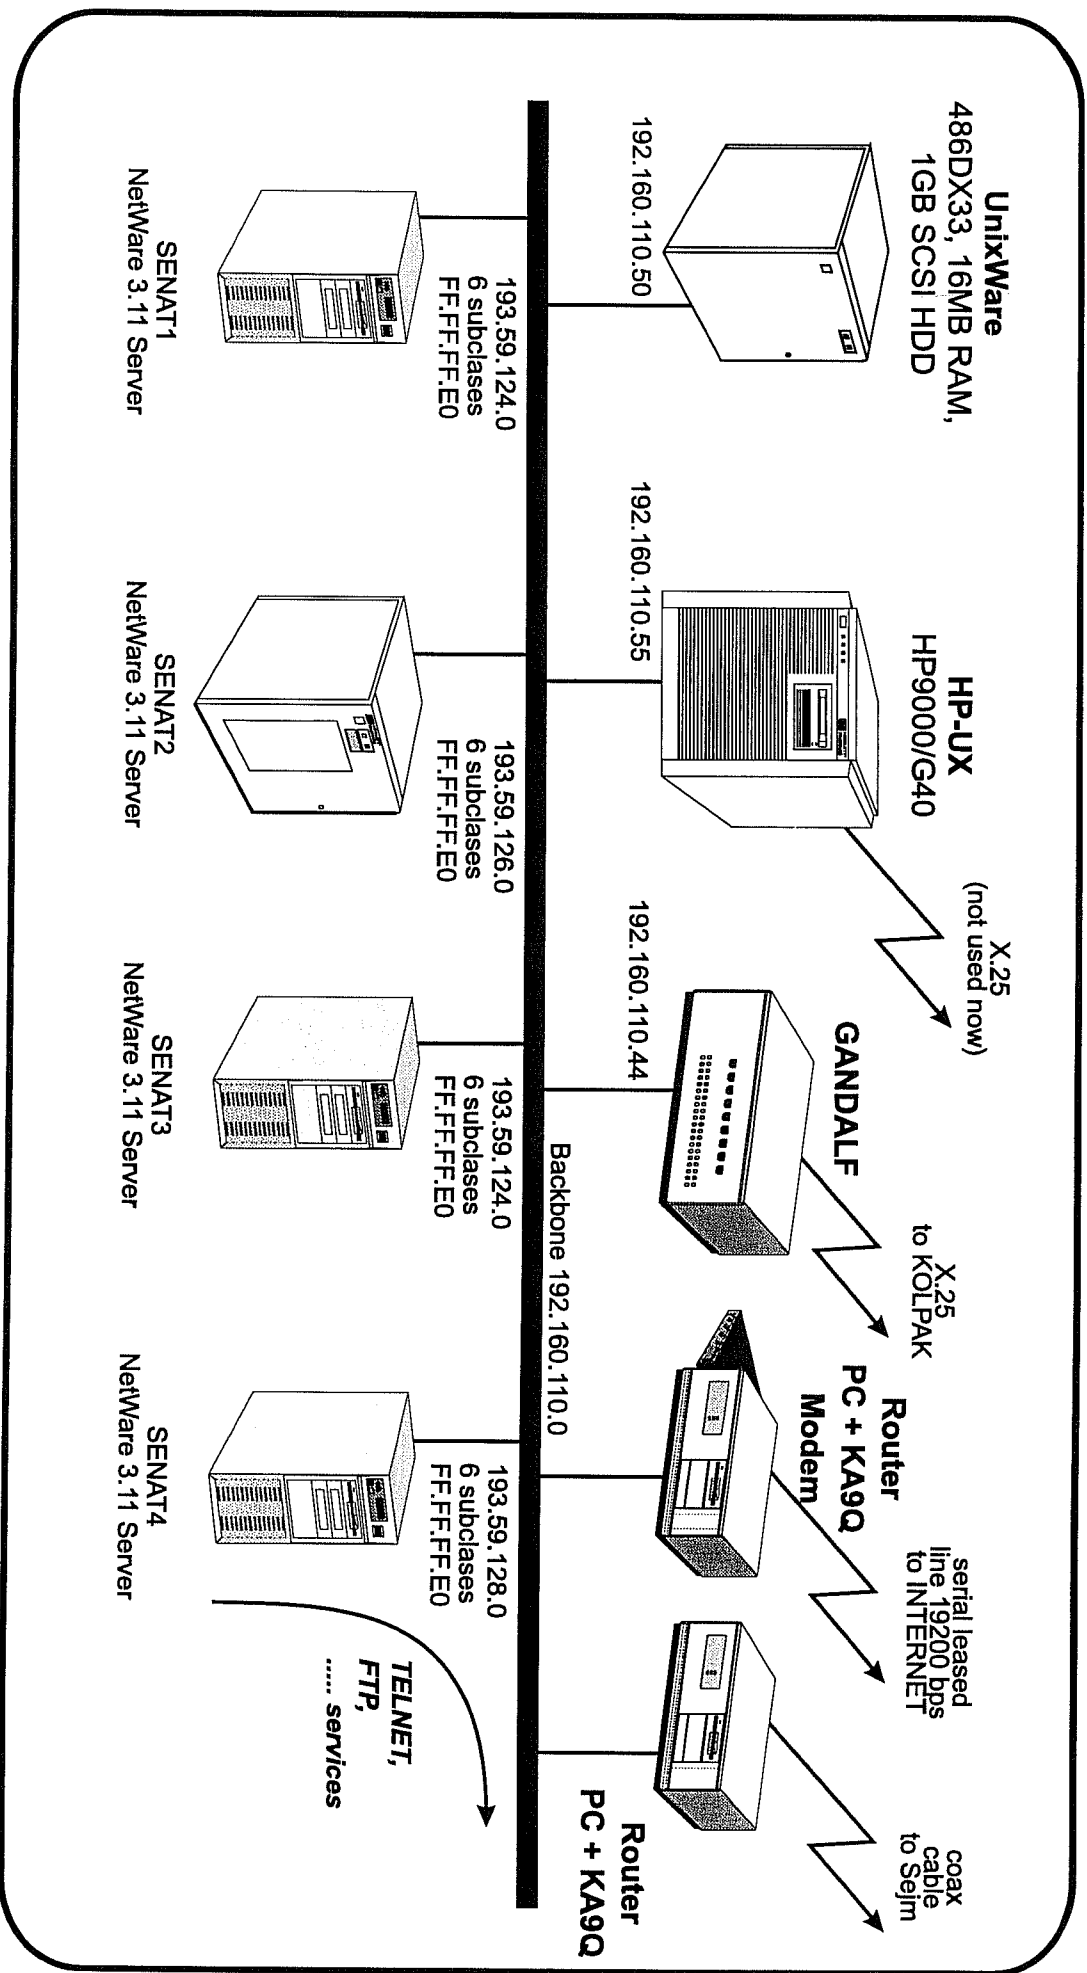 UnixWare
486DX33, 16MB RAM,
1GB SCSI HDD
192.160.110.50
HP-UX
HP9000/G40
192.160.110.55
X.25
(not used now)
GANDALF
192.160.110.44
X.25
to KOLPAK
Router
PC + KA9Q
Modem
serial leased
line 19200 bps
to INTERNET
coax
cable
to Sejm
Router
PC + KA9Q
Backbone 192.160.110.0
193.59.124.0
6 subclases
FF.FF.FF.E0
SENAT1
NetWare 3.11 Server
193.59.126.0
6 subclases
FF.FF.FF.E0
SENAT2
NetWare 3.11 Server
193.59.124.0
6 subclases
FF.FF.FF.E0
SENAT3
NetWare 3.11 Server
193.59.128.0
6 subclases
FF.FF.FF.E0
SENAT4
NetWare 3.11 Server
TELNET,
FTP,
..... services